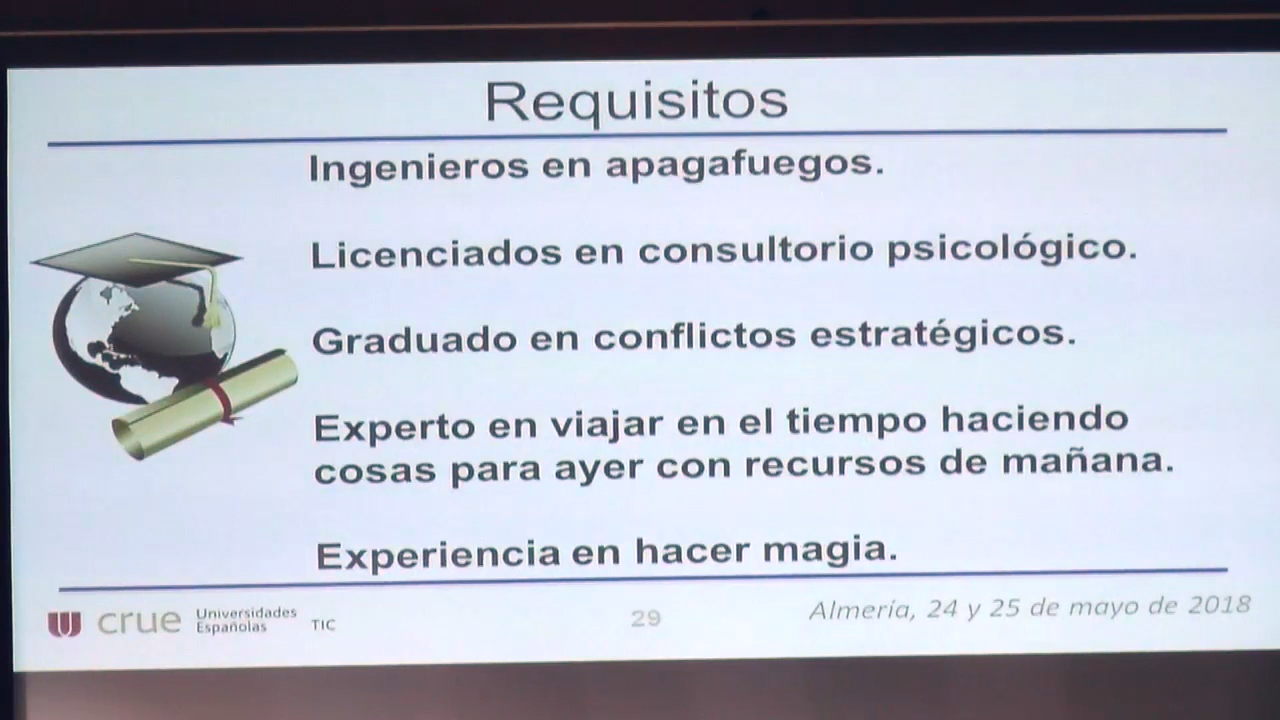 Requisitos
Ingenieros en apagafuegos.
Licenciados en consultorio psicológico.
Graduado en conflictos estratégicos.
Experto en viajar en el tiempo haciendo
cosas para ayer con recursos de mañana.
Experiencia en hacer magia.
crue Universidades
Españolas TIC
29
Almería, 24 y 25 de mayo de 2018